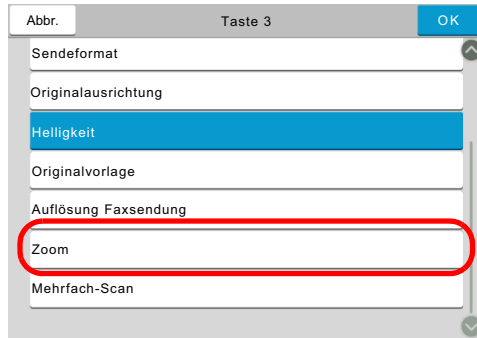 Abbr. Taste 3 OK
Sendeformat
Originalausrichtung
Helligkeit
Originalvorlage
Auflösung Faxsendung
Zoom
Mehrfach-Scan